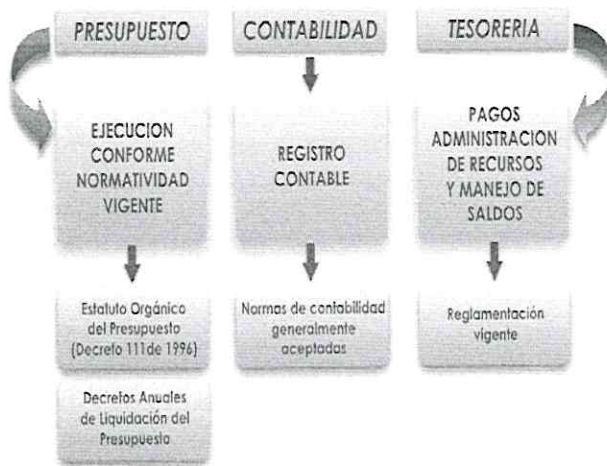 PRESUPUESTO
CONTABILIDAD
TESORERIA
EJECUCION
CONFORME
NORMATIVIDAD
VIGENTE
REGISTRO
CONTABLE
PAGOS
ADMINISTRACION
DE RECURSOS
Y MANEJO DE
SALDOS
Estatuto Orgánico
del Presupuesto
(Decreto 111de 1996)
Normas de contabilidad
generalmente
aceptadas
Reglamentación
vigente
Decretos Anuales
de Liquidación del
Presupuesto